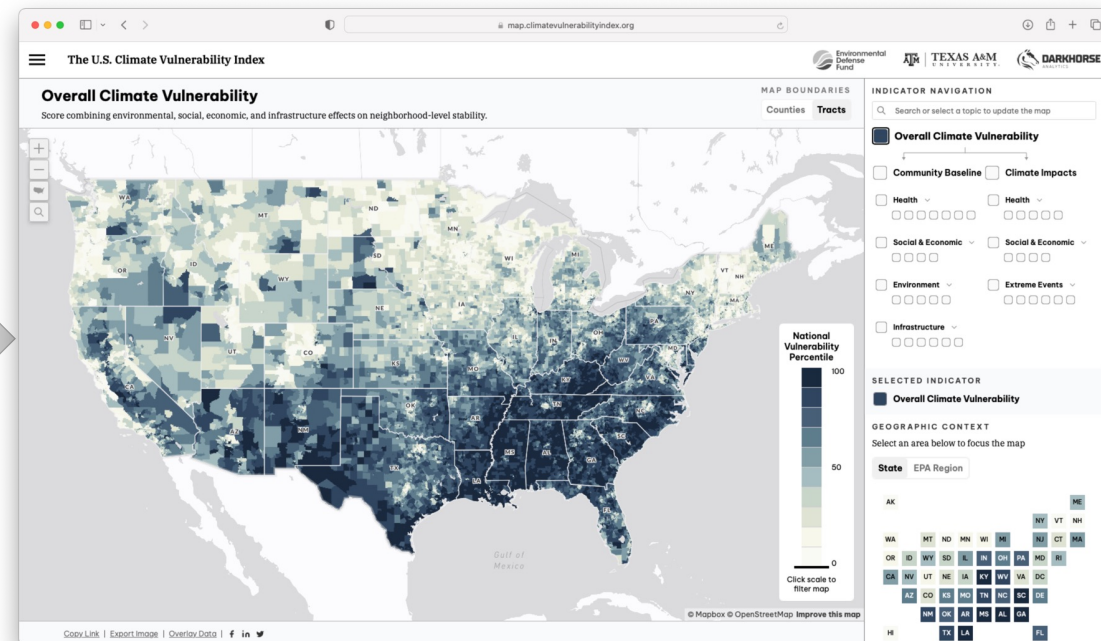 map.climatevulnerabilityindex.org
The U.S. Climate Vulnerability Index
Environmental
Defense
Fund
ATM TEXAS A&M
UNIVERSITY.
DARKHORSE
ANALYTICS
Overall Climate Vulnerability
Score combining environmental, social, economic, and infrastructure effects on neighborhood-level stability.
MAP BOUNDARIES
Counties Tracts
WA
MT
ND
MN
OR
ID
SD
WI
MI
ME
VT
NH
WY
NY
MA
NE
IA
NV
UT
CO
IL
IN
OH
PA
MD
KS
MO
WV
VA
KY
CA
AZ
NM
OK
AR
TN
NC
SC
TX
MS
AL
GA
LA
FL
Gulf of
Mexico
National
Vulnerability
Percentile
100
50
0
Click scale to
filter map
© Mapbox © OpenStreetMap Improve this map
Copy Link | Export Image | Overlay Data | f in
INDICATOR NAVIGATION
Search or select a topic to update the map
Overall Climate Vulnerability
Community Baseline Climate Impacts
Health Health
Social & Economic Social & Economic
Environment Extreme Events
Infrastructure
SELECTED INDICATOR
Overall Climate Vulnerability
GEOGRAPHIC CONTEXT
Select an area below to focus the map
State EPA Region
AK ME
NY VT NH
WA MT ND MN WI MI NJ CT MA
OR ID WY SD IL IN OH PA MD RI
CA NV UT NE IA KY WV VA DC
AZ CO KS MO TN NC SC DE
NM OK AR MS AL GA
HI TX LA FL